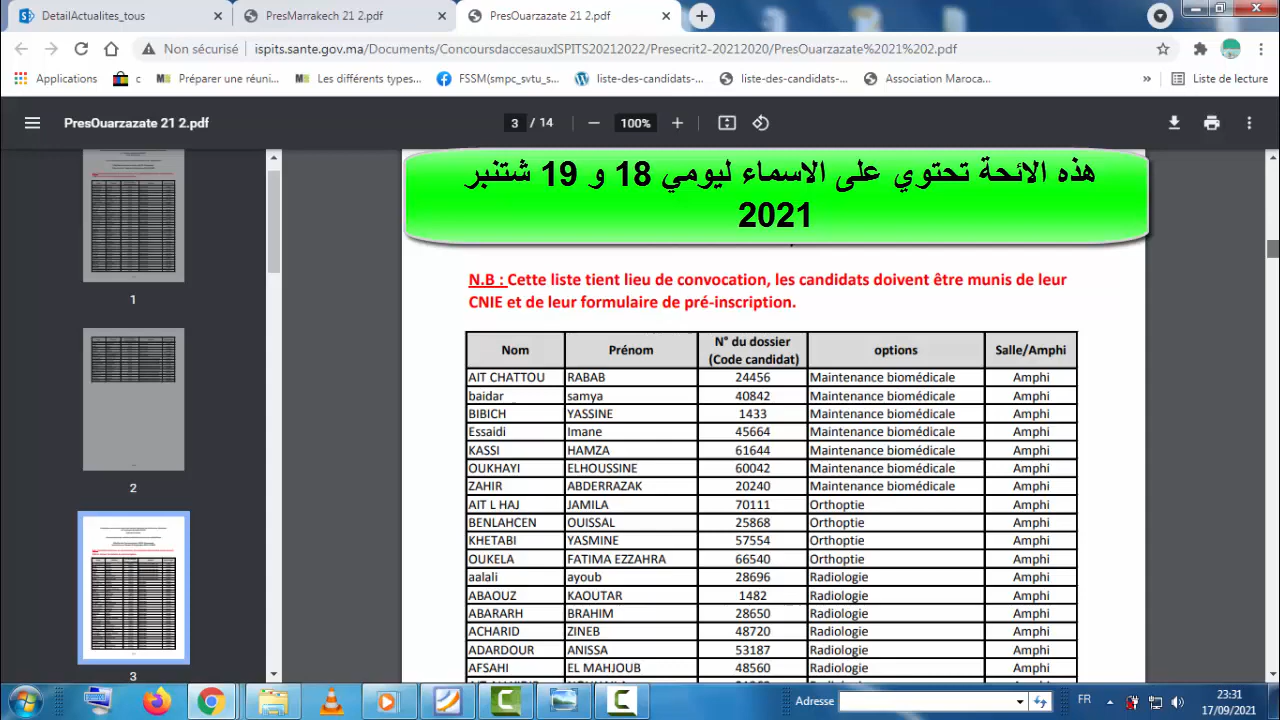 DetailActualites_tous
PresMarrakech 21 2.pdf
PresOuarzazate 21 2.pdf
Non sécurisé
ispits.sante.gov.ma/Documents/ConcoursdaccesauxISPITS20212022/Presecrit2-20212020/PresOuarzazate%2021%202.pdf
Applications
c
Préparer une réuni...
Les différents types...
FSSM(smpc_svtu_s...
liste-des-candidats-...
liste-des-candidats-...
Association Maroca...
»
Liste de lecture
PresOuarzazate 21 2.pdf
3 / 14
100%
هذه الائحة تحتوي على الاسماء ليومي 18 و 19 شتنبر
2021
N.B : Cette liste tient lieu de convocation, les candidats doivent être munis de leur
CNIE et de leur formulaire de pré-inscription.
Nom Prénom N° du dossier (Code candidat) options Salle/Amphi
AIT CHATTOU RABAB 24456 Maintenance biomédicale Amphi
baidar samya 40842 Maintenance biomédicale Amphi
BIBICH YASSINE 1433 Maintenance biomédicale Amphi
Essaidi Imane 45664 Maintenance biomédicale Amphi
KASSI HAMZA 61644 Maintenance biomédicale Amphi
OUKHAYI ELHOUSSINE 60042 Maintenance biomédicale Amphi
ZAHIR ABDERRAZAK 20240 Maintenance biomédicale Amphi
AIT L HAJ JAMILA 70111 Orthoptie Amphi
BENLAHCEN OUISSAL 25868 Orthoptie Amphi
KHETABI YASMINE 57554 Orthoptie Amphi
OUKELA FATIMA EZZAHRA 66540 Orthoptie Amphi
aalali ayoub 28696 Radiologie Amphi
ABAOUZ KAOUTAR 1482 Radiologie Amphi
ABARARH BRAHIM 28650 Radiologie Amphi
ACHARID ZINEB 48720 Radiologie Amphi
ADARDOUR ANISSA 53187 Radiologie Amphi
AFSAHI EL MAHJOUB 48560 Radiologie Amphi
1
2
3
Adresse
FR
23:31
17/09/2021